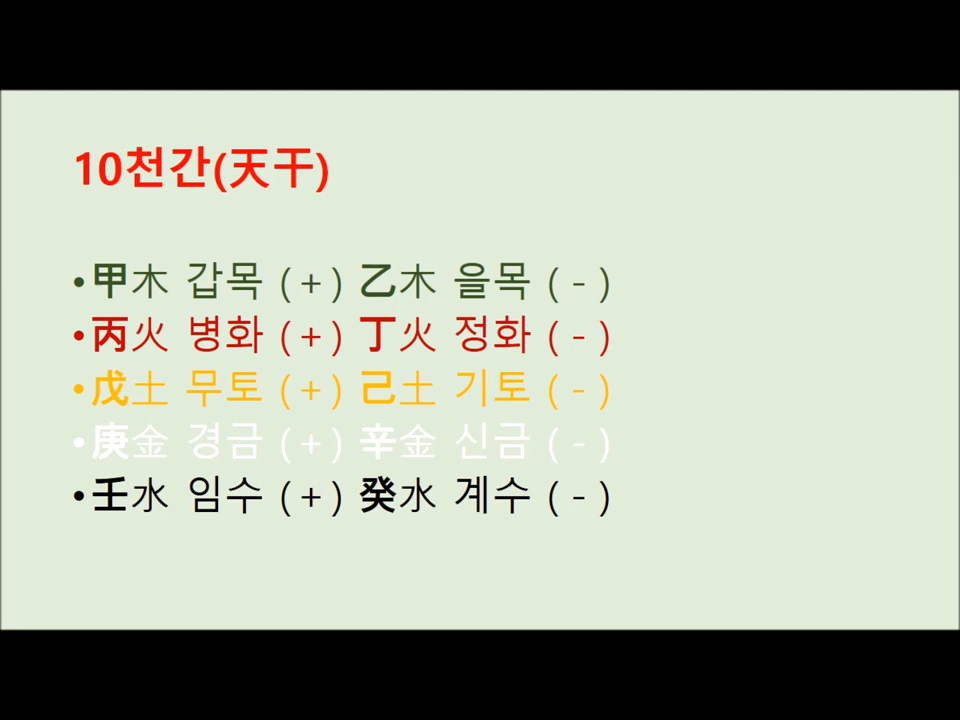 10천간(天干)
•甲木 갑목 (+) 乙木 을목 ( - )
•丙火 병화 (+) 丁火 정화 ( - )
•戊土 무토 (+) 己土 기토 ( - )
•庚金 경금 (+) 辛金 신금 ( - )
•壬水 임수 (+) 癸水 계수 ( - )